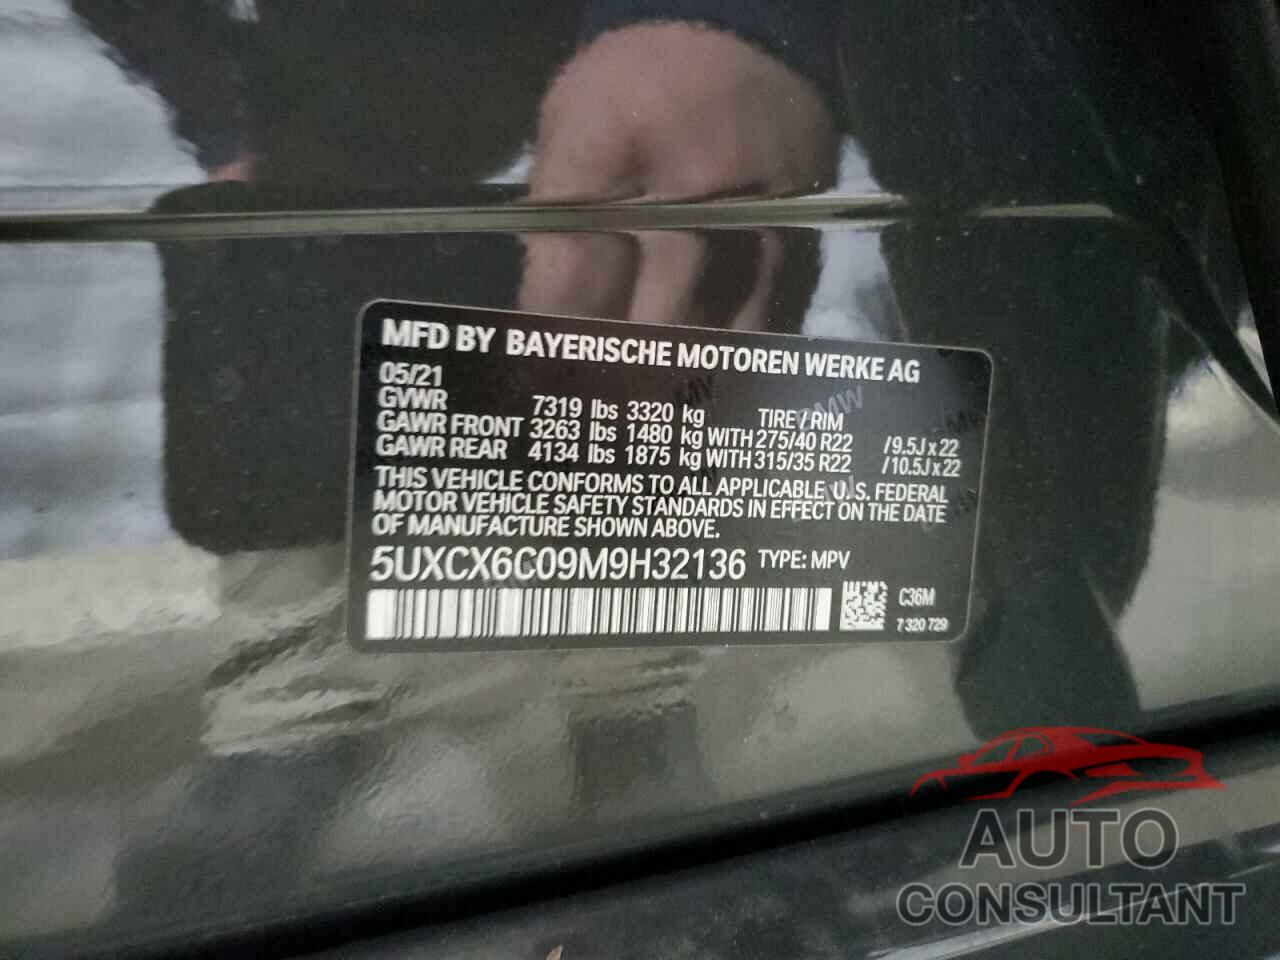 MFD BY BAYERISCHE MOTOREN WERKE AG
05/21
GVWR 7319 lbs 3320 kg TIRE / RIM
GAWR FRONT 3263 lbs 1480 kg WITH 275/40 R22 / 9.5J x 22
GAWR REAR 4134 lbs 1875 kg WITH 315/35 R22 / 10.5J x 22
THIS VEHICLE CONFORMS TO ALL APPLICABLE U. S. FEDERAL
MOTOR VEHICLE SAFETY STANDARDS IN EFFECT ON THE DATE
OF MANUFACTURE SHOWN ABOVE.
5UXCX6C09M9H32136 TYPE: MPV
C36M
7 320 729
AUTO
CONSULTANT